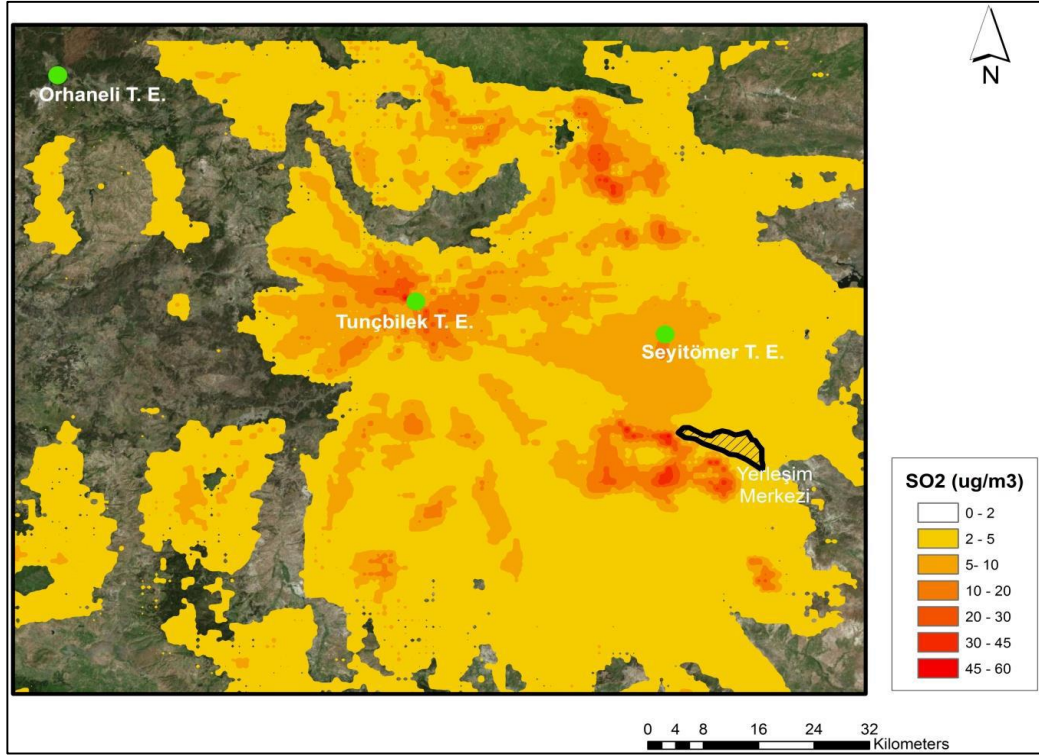 N
Orhaneli T. E.
Tunçbilek T. E.
Seyitömer T. E.
Yerleşim
Merkezi
SO2 (ug/m3)
0 - 2
2 - 5
5- 10
10 - 20
20 - 30
30 - 45
45 - 60
0 4 8 16 24 32
Kilometers